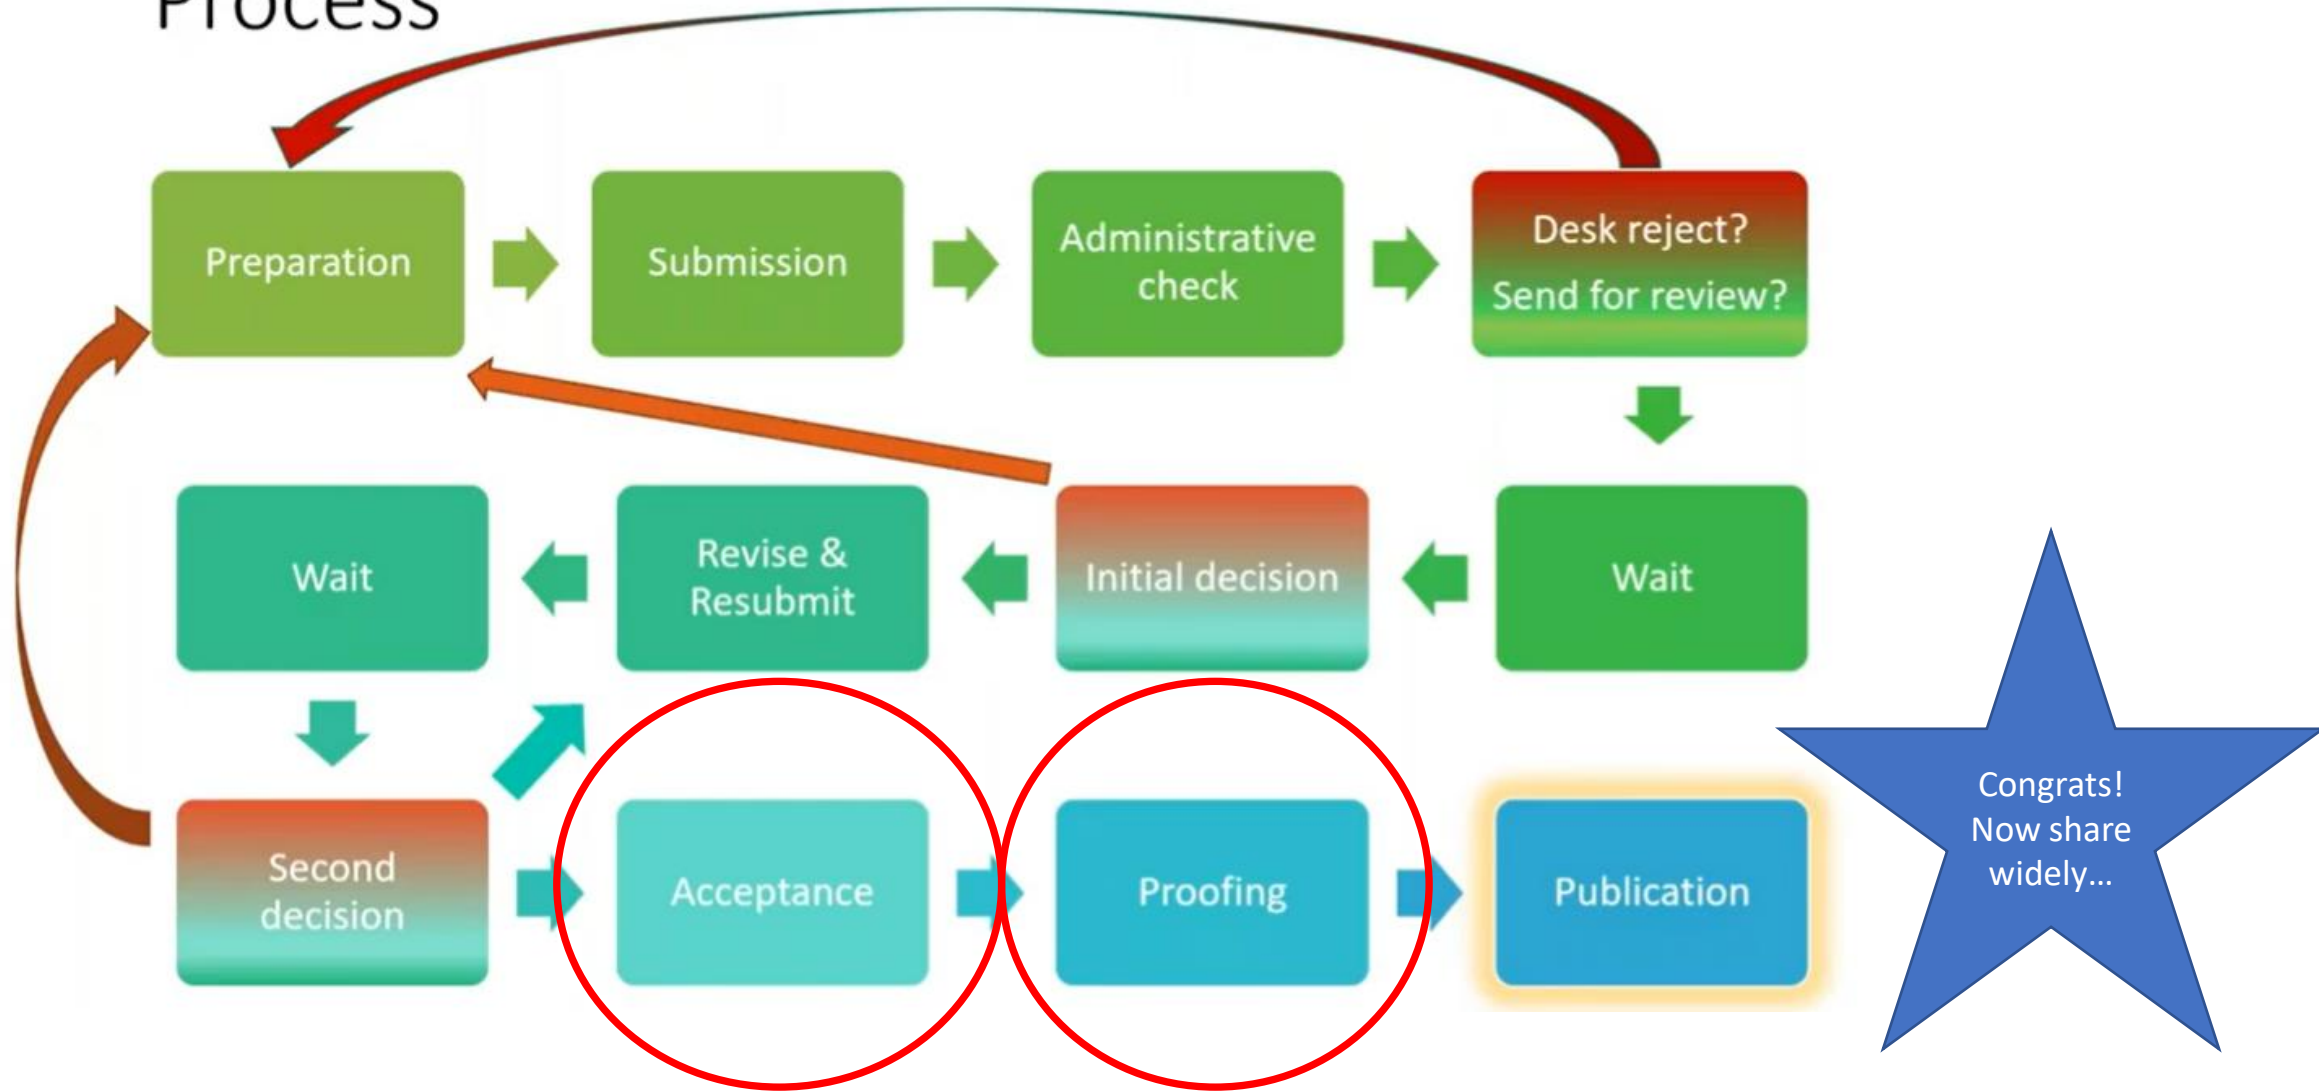 Process
Preparation
Submission
Administrative
check
Desk reject?
Send for review?
Wait
Revise &
Resubmit
Initial decision
Wait
Second
decision
Acceptance
Proofing
Publication
Congrats!
Now share
widely...